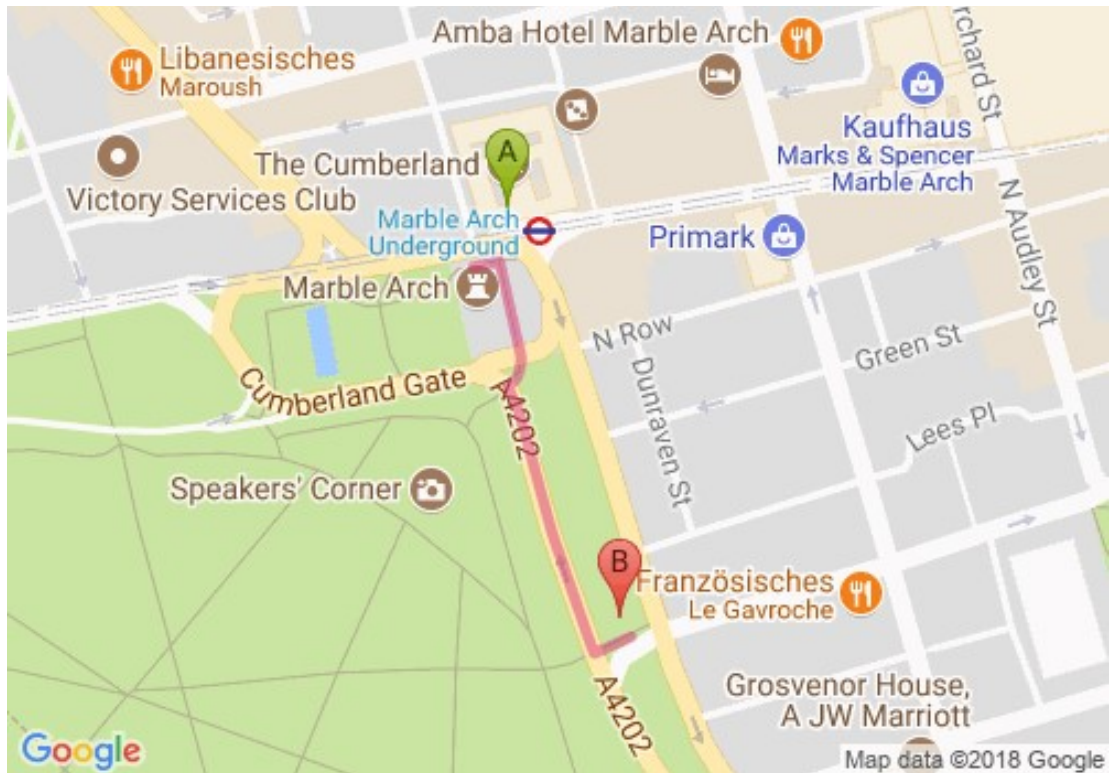 Amba Hotel Marble Arch
Libanesisches
Maroush
rchard St
Kaufhaus
Marks & Spencer
Marble Arch
A
The Cumberland
Victory Services Club
Marble Arch
Underground
Primark
N Audley St
Marble Arch
N Row
Green St
Cumberland Gate
A4202
Dunraven St
Lees Pl
Speakers' Corner
B
Französisches
Le Gavroche
A4202
Grosvenor House,
A JW Marriott
Google
Map data ©2018 Google